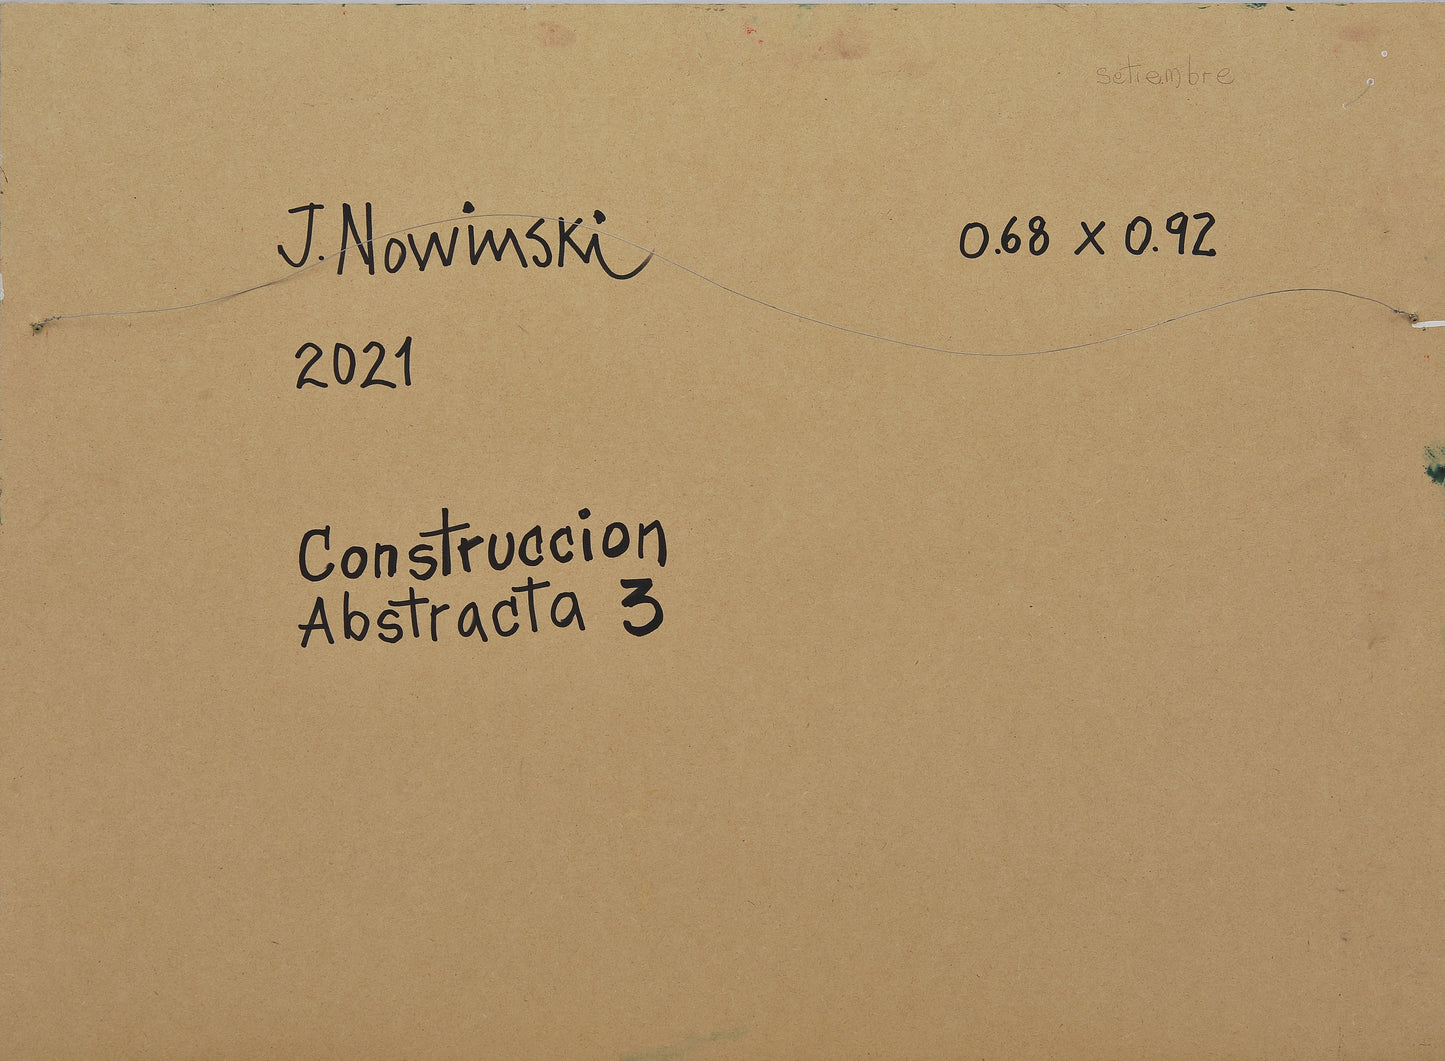 setiembre
J. Nowinski
0.68 x 0.92
2021
Construccion
Abstracta 3